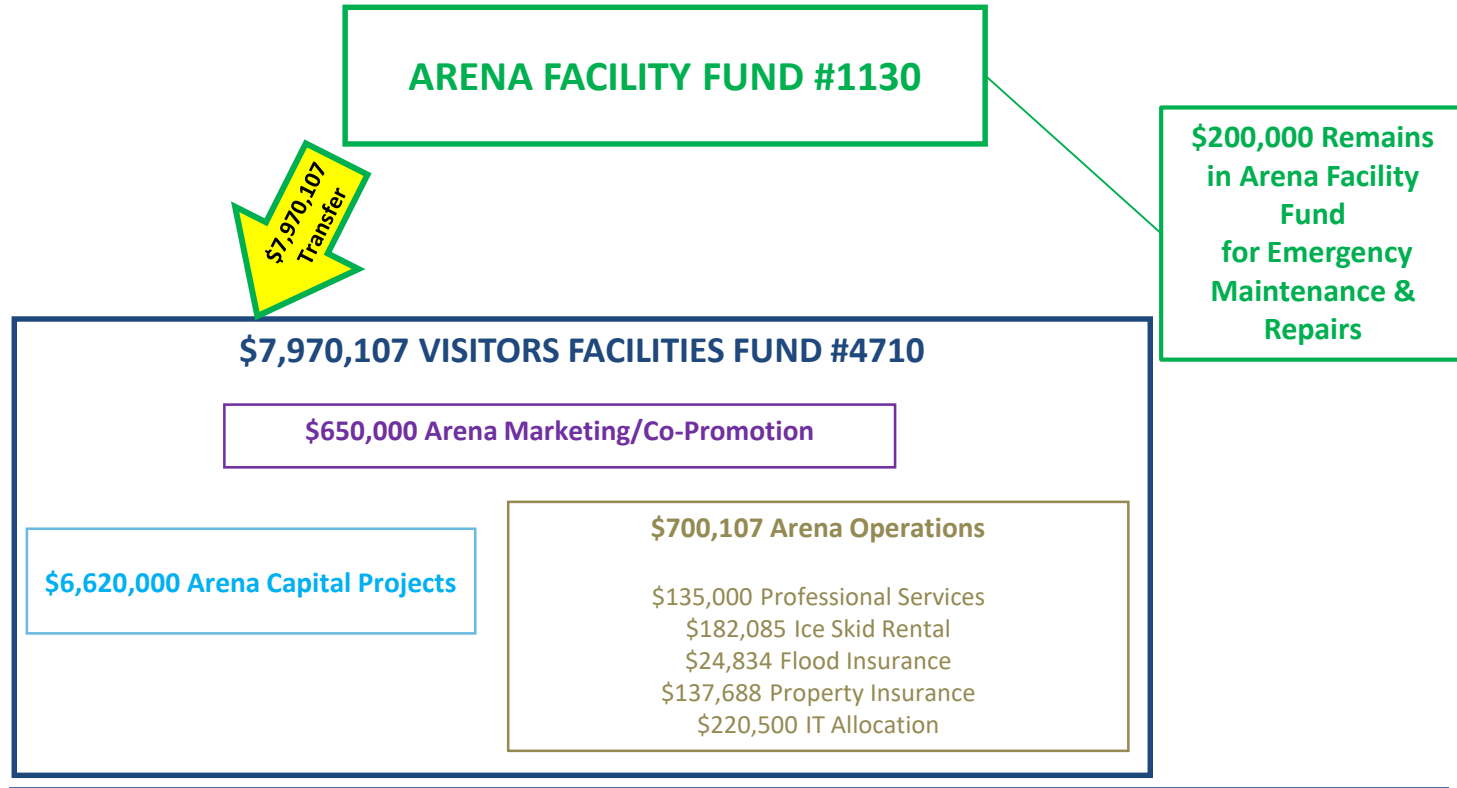 ARENA FACILITY FUND #1130
$200,000 Remains
in Arena Facility
Fund
for Emergency
Maintenance &
Repairs
$7,970,107
Transfer
$7,970,107 VISITORS FACILITIES FUND #4710
$650,000 Arena Marketing/Co-Promotion
$6,620,000 Arena Capital Projects
$700,107 Arena Operations
$135,000 Professional Services
$182,085 Ice Skid Rental
$24,834 Flood Insurance
$137,688 Property Insurance
$220,500 IT Allocation